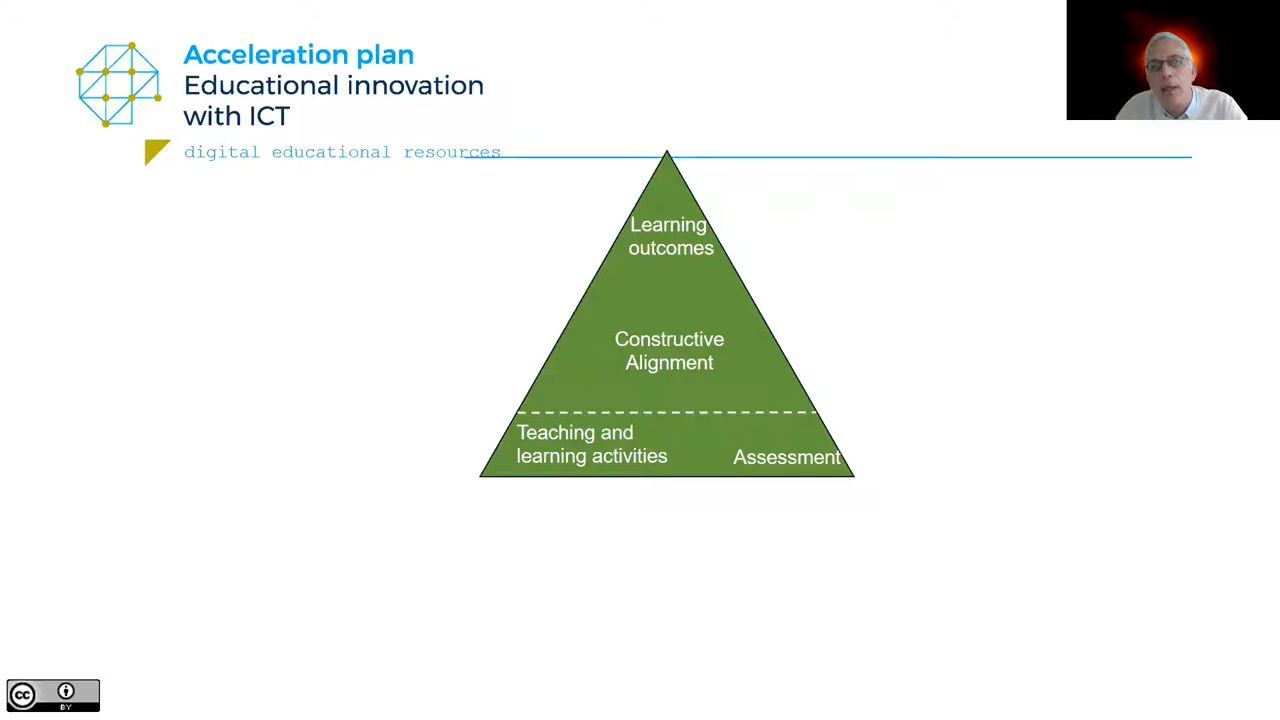 Acceleration plan
Educational innovation
with ICT
digital educational resources
Learning
outcomes
Constructive
Alignment
Teaching and
learning activities
Assessment
CC
BY